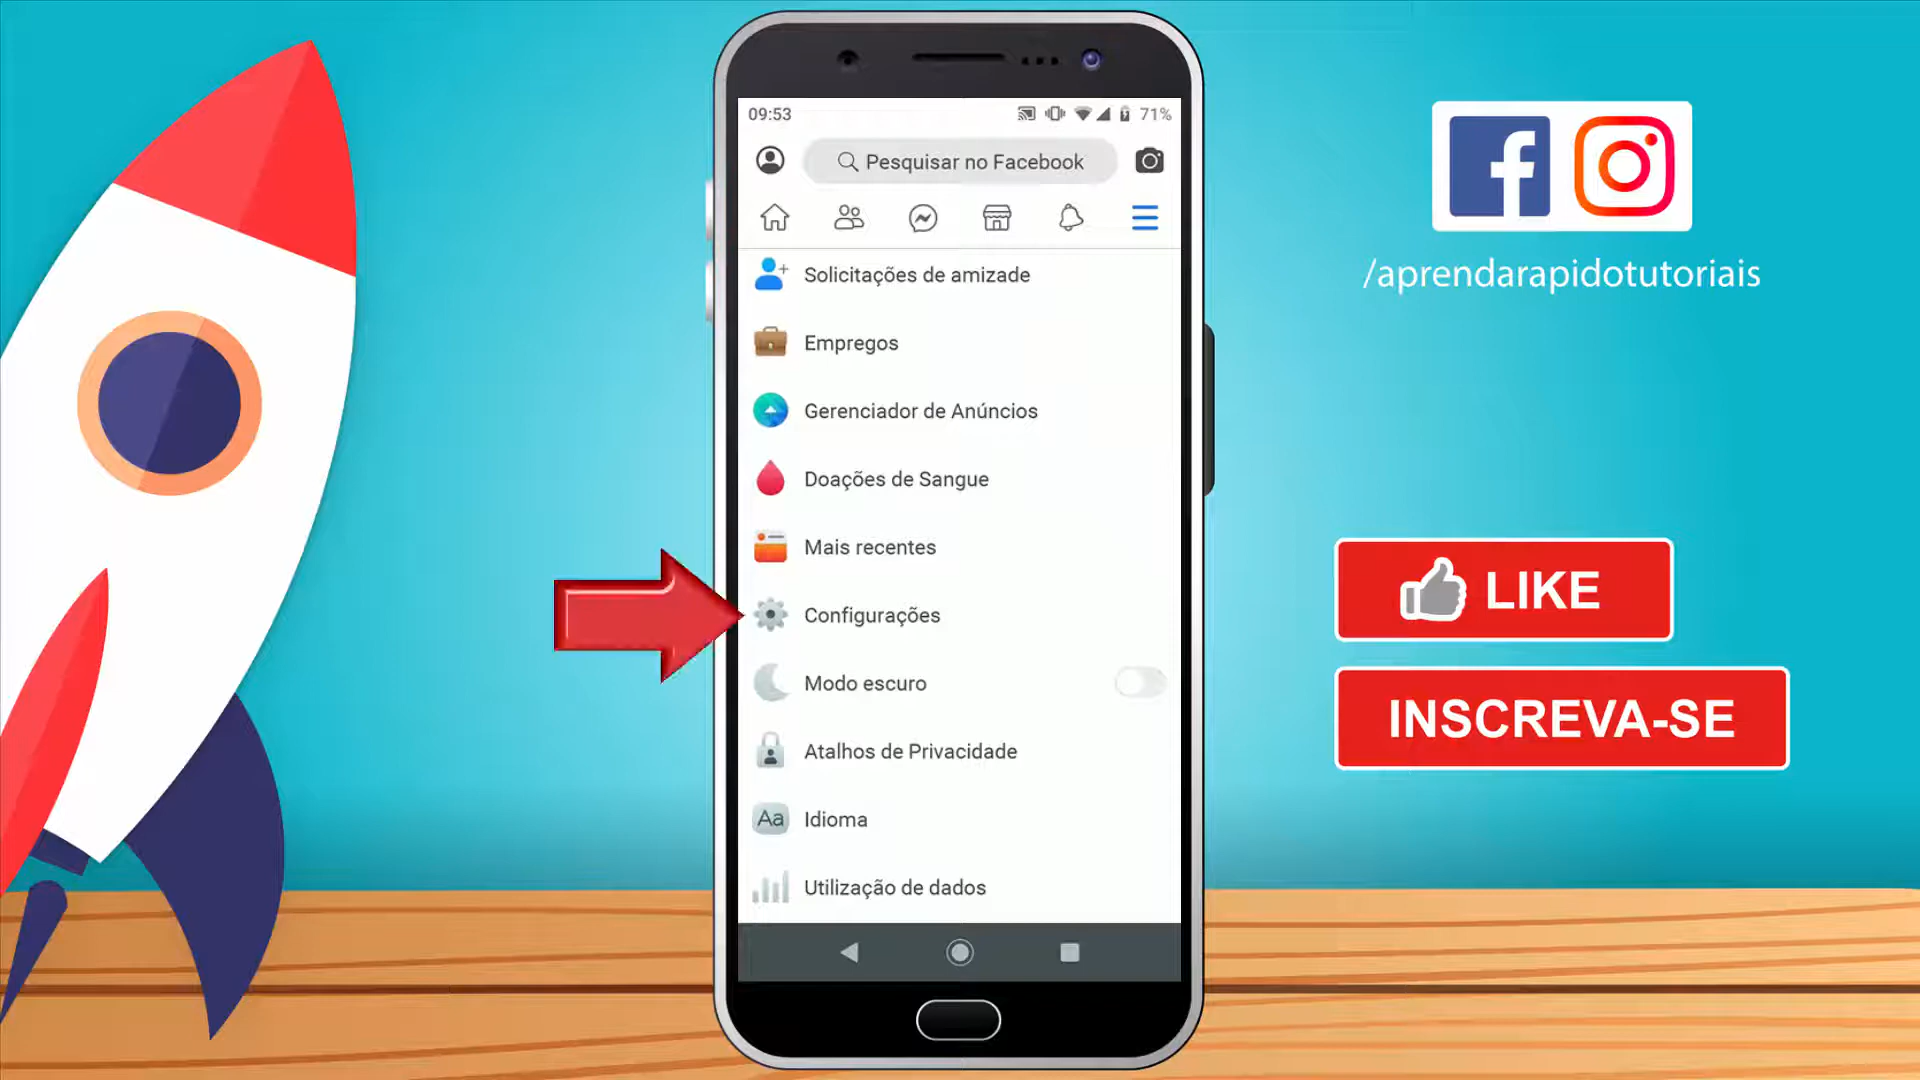 09:53
71%
Pesquisar no Facebook
Solicitações de amizade
Empregos
Gerenciador de Anúncios
Doações de Sangue
Mais recentes
Configurações
Modo escuro
Atalhos de Privacidade
Aa Idioma
Utilização de dados
f
/aprendarapidotutoriais
LIKE
INSCREVA-SE